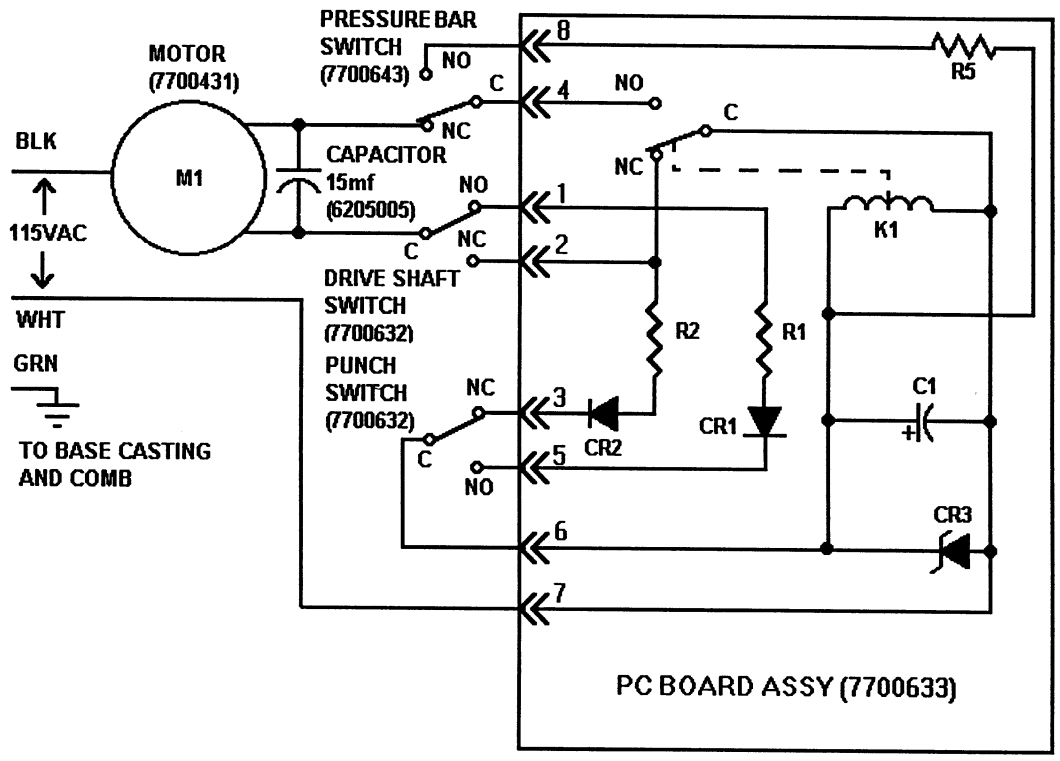 PRESSURE BAR
SWITCH
(7700643)
NO
C
NC
8
R5
MOTOR
(7700431)
4
NO
C
NC
BLK
M1
CAPACITOR
15mf
(6205005)
115VAC
NO
C
NC
1
2
K1
DRIVE SHAFT
SWITCH
(7700632)
WHT
R2
R1
GRN
PUNCH
SWITCH
(7700632)
NC
C
NO
3
CR2
CR1
5
C1
+
TO BASE CASTING
AND COMB
6
CR3
7
PC BOARD ASSY (7700633)